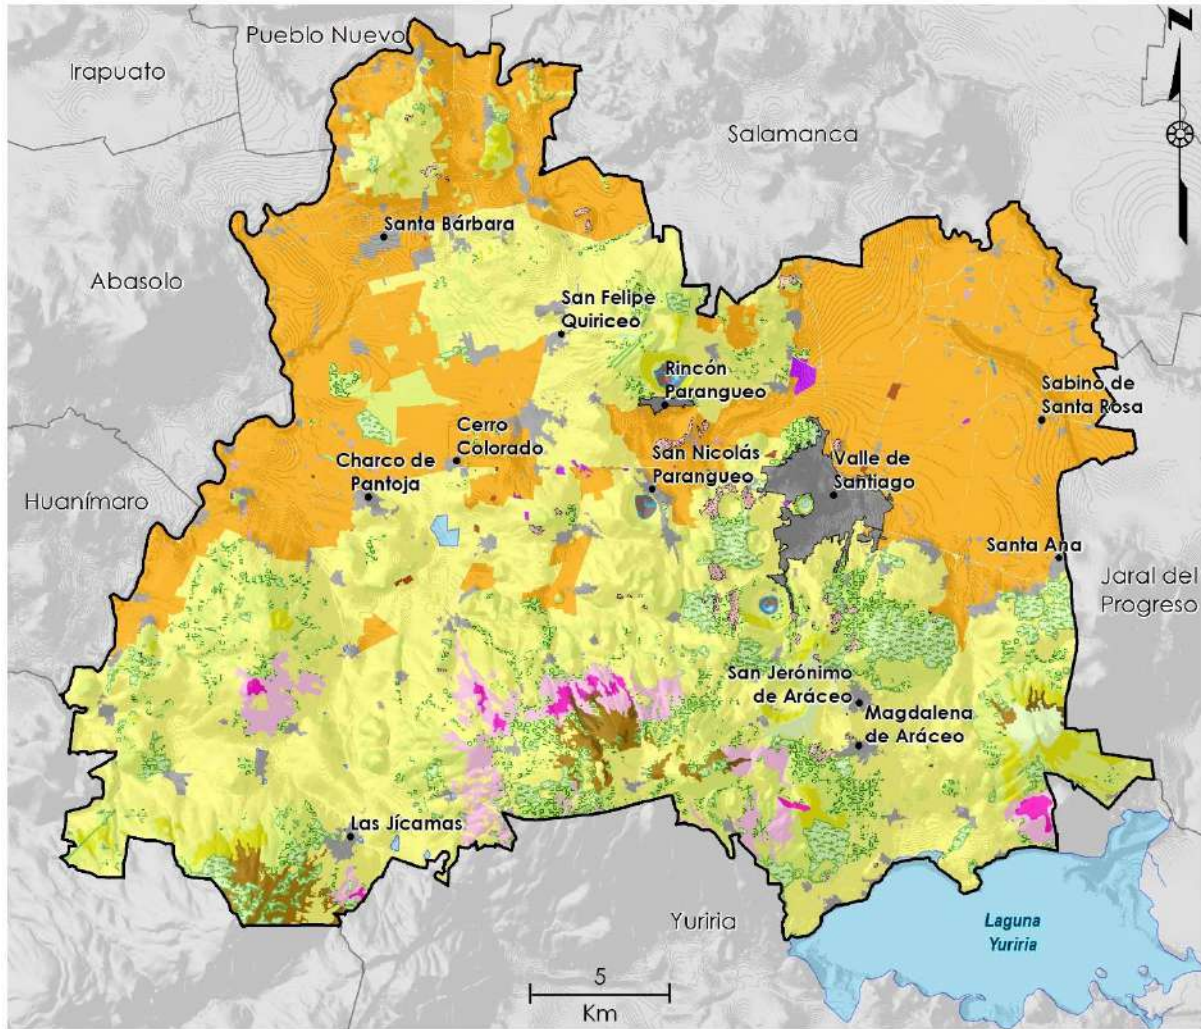 Pueblo Nuevo
Irapuato
Salamanca
N
Santa Bárbara
Abasolo
San Felipe
Quiriceo
Rincón
Parangueo
Sabino de
Santa Rosa
Cerro
Colorado
San Nicolás
Parangueo
Valle de
Santiago
Charco de
Pantoja
Huanímaro
Santa Ana
Jaral del
Progreso
San Jerónimo
de Aráceo
Magdalena
de Aráceo
Las Jícamas
Yuriria
Laguna
Yuriria
5
Km